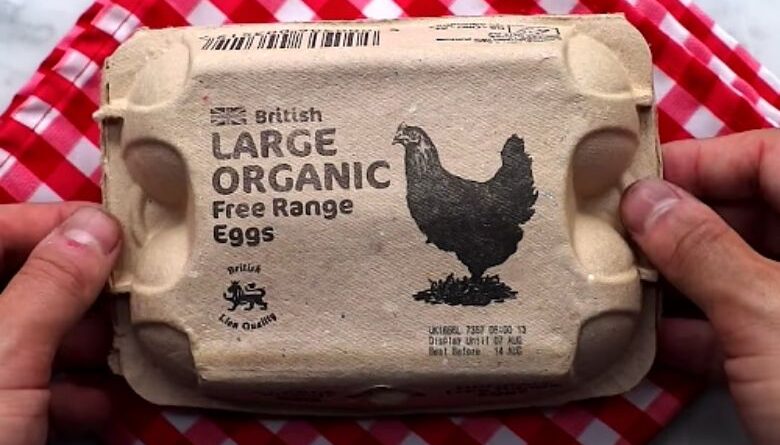 British
LARGE
ORGANIC
Free Range
Eggs
British
Lion Quality
Display Until 07 AUG
Best Before 14 AUG